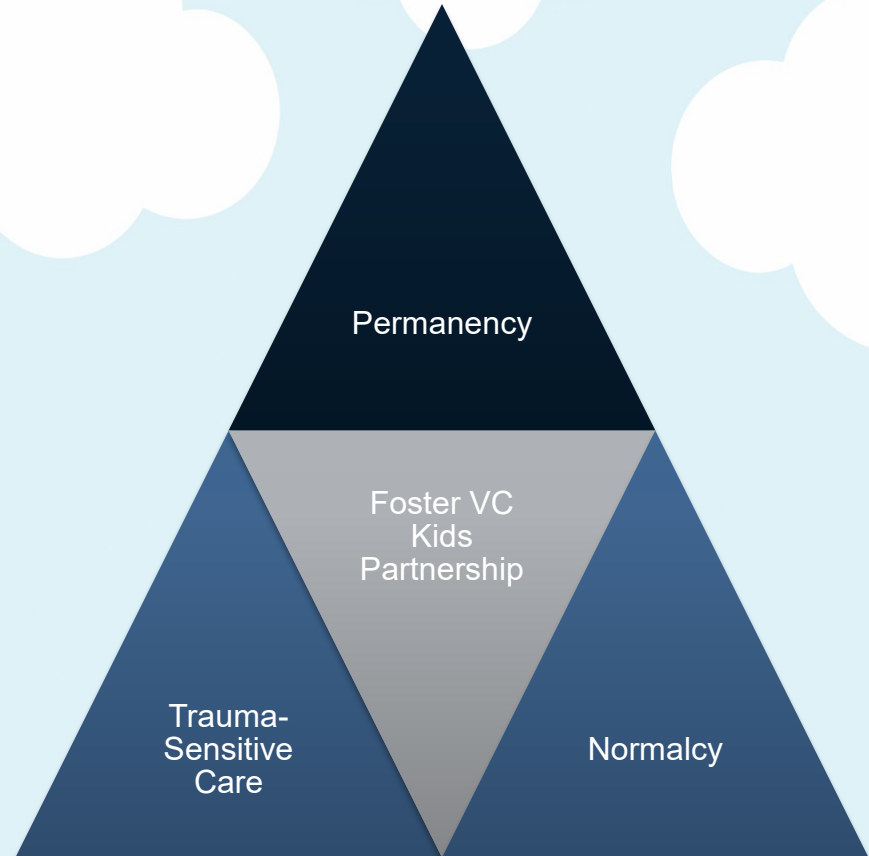 Permanency
Foster VC
Kids
Partnership
Trauma-
Sensitive
Care
Normalcy